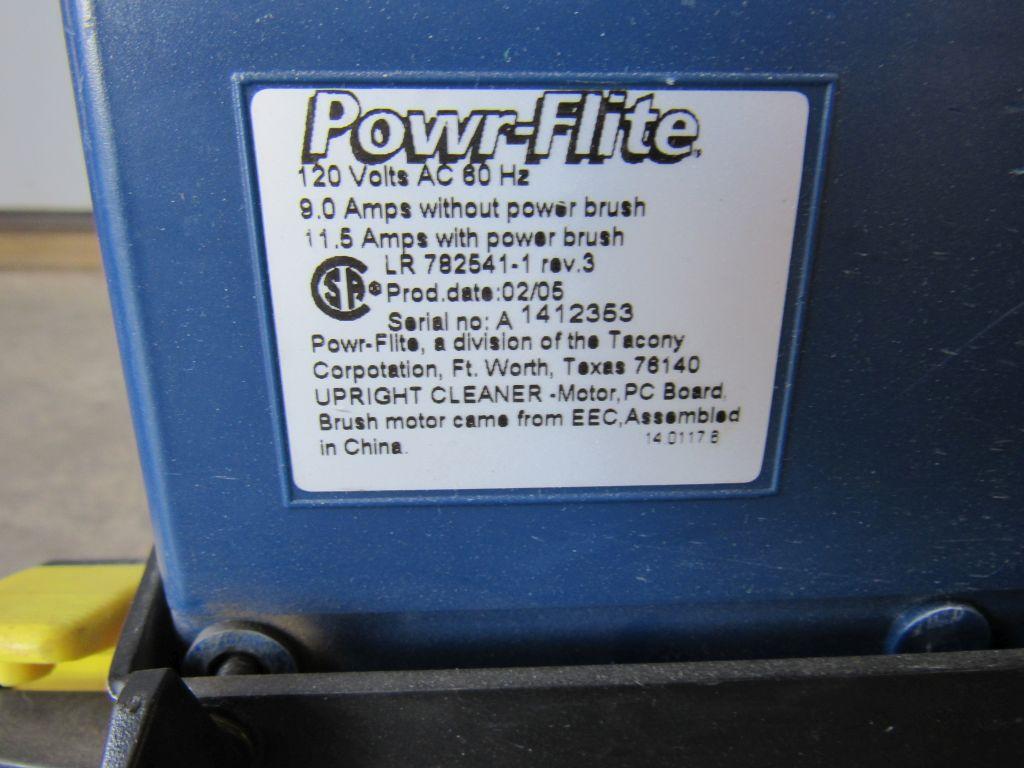 Powr-Flite
120 Volts AC 60 Hz
9.0 Amps without power brush
11.5 Amps with power brush
LR 782541-1 rev.3
CSA® Prod.date:02/05
Serial no: A 1412353
Powr-Flite, a division of the Tacony
Corpotation, Ft. Worth, Texas 76140
UPRIGHT CLEANER -Motor,PC Board,
Brush motor came from EEC,Assembled
in China.
14.0117.6